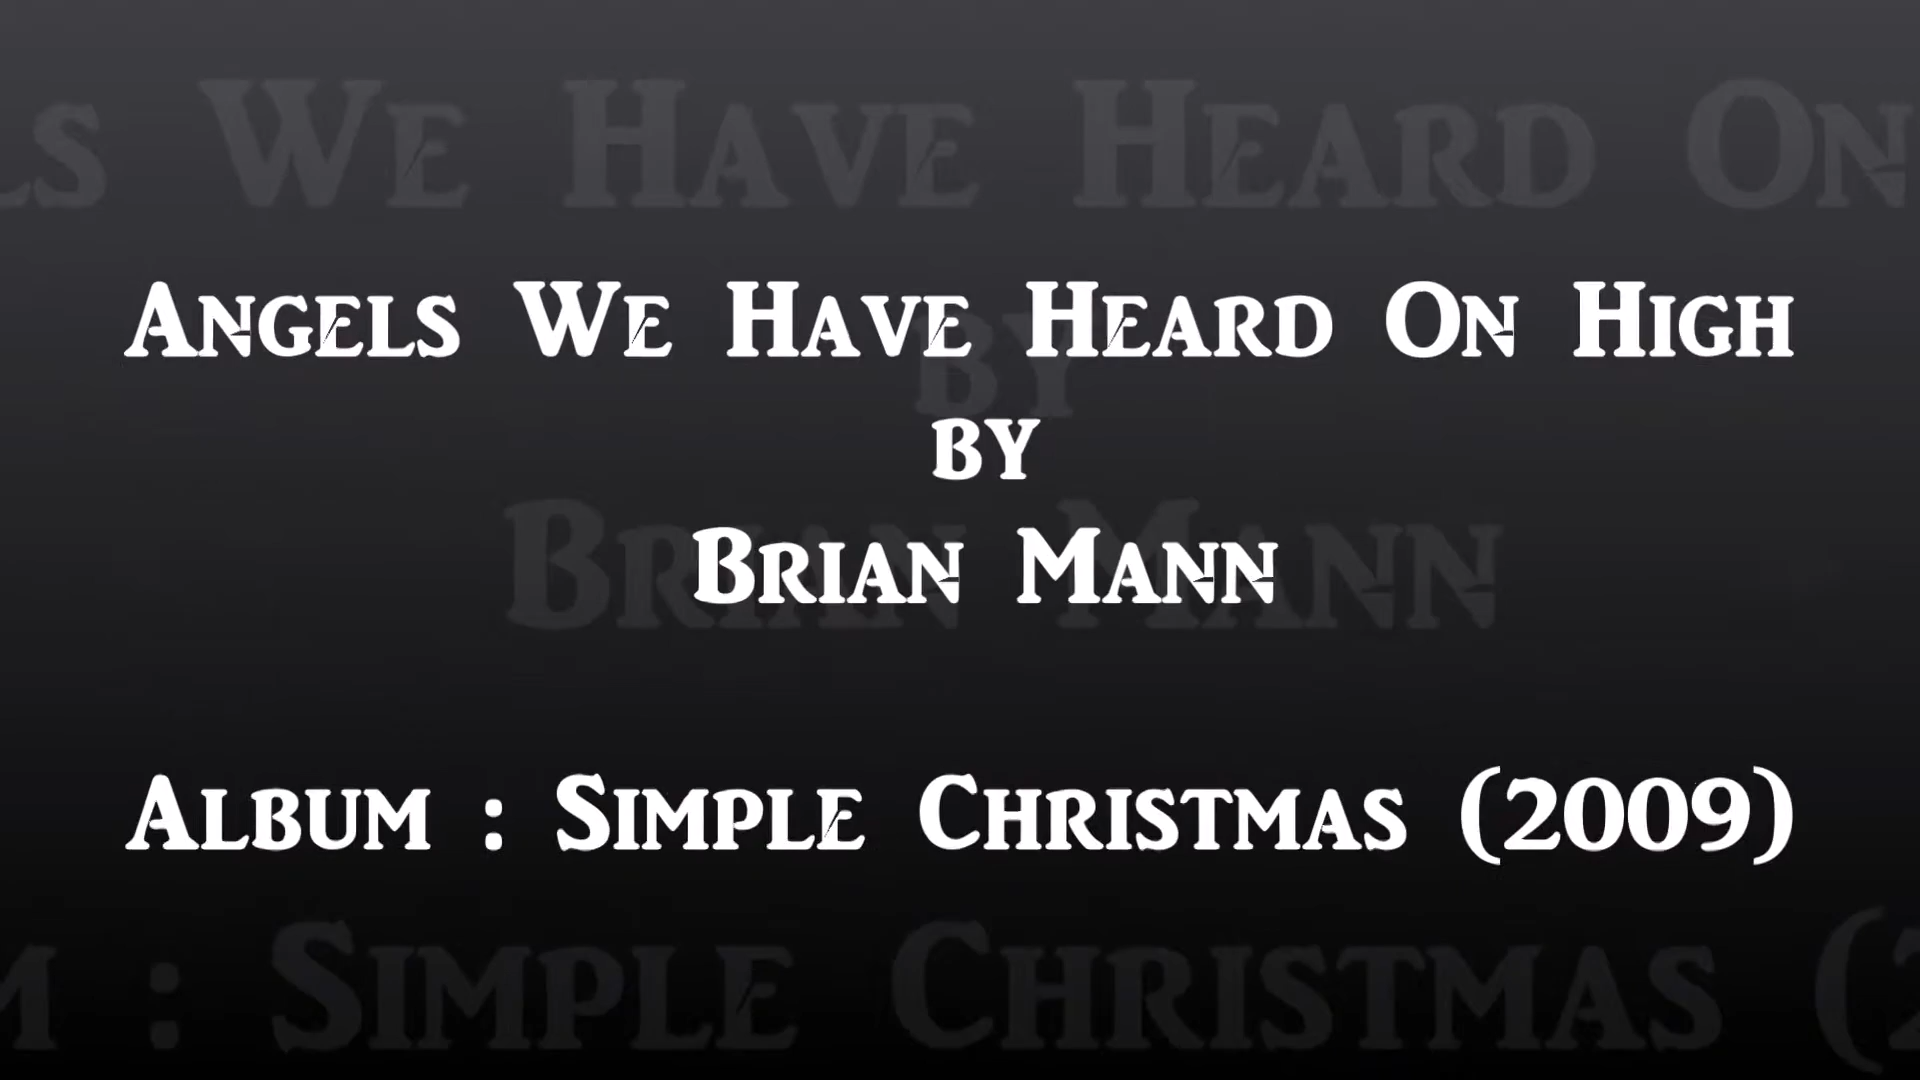 Angels We Have Heard On High
by
Brian Mann
Album : Simple Christmas (2009)